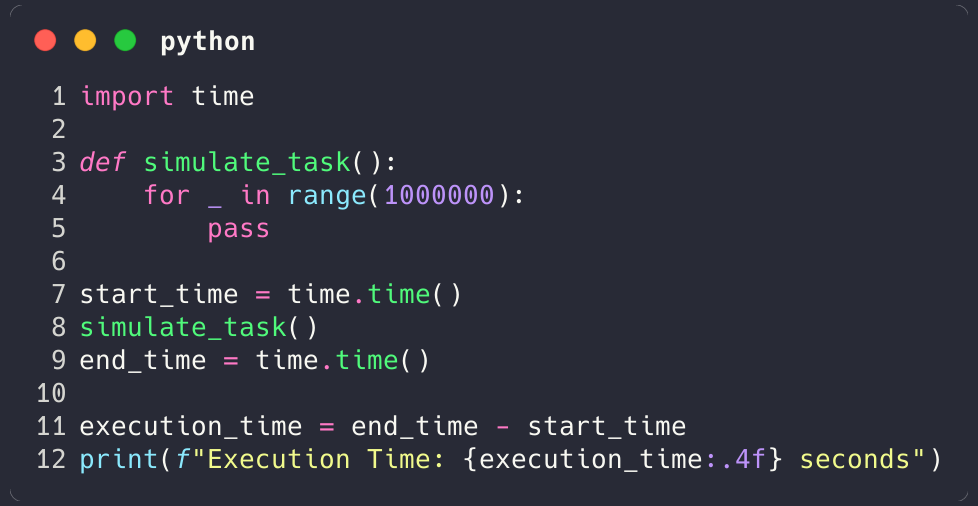 python
1 import time
2
3 def simulate_task():
4     for _ in range(1000000):
5         pass
6
7 start_time = time.time()
8 simulate_task()
9 end_time = time.time()
10
11 execution_time = end_time - start_time
12 print(f"Execution Time: {execution_time:.4f} seconds")